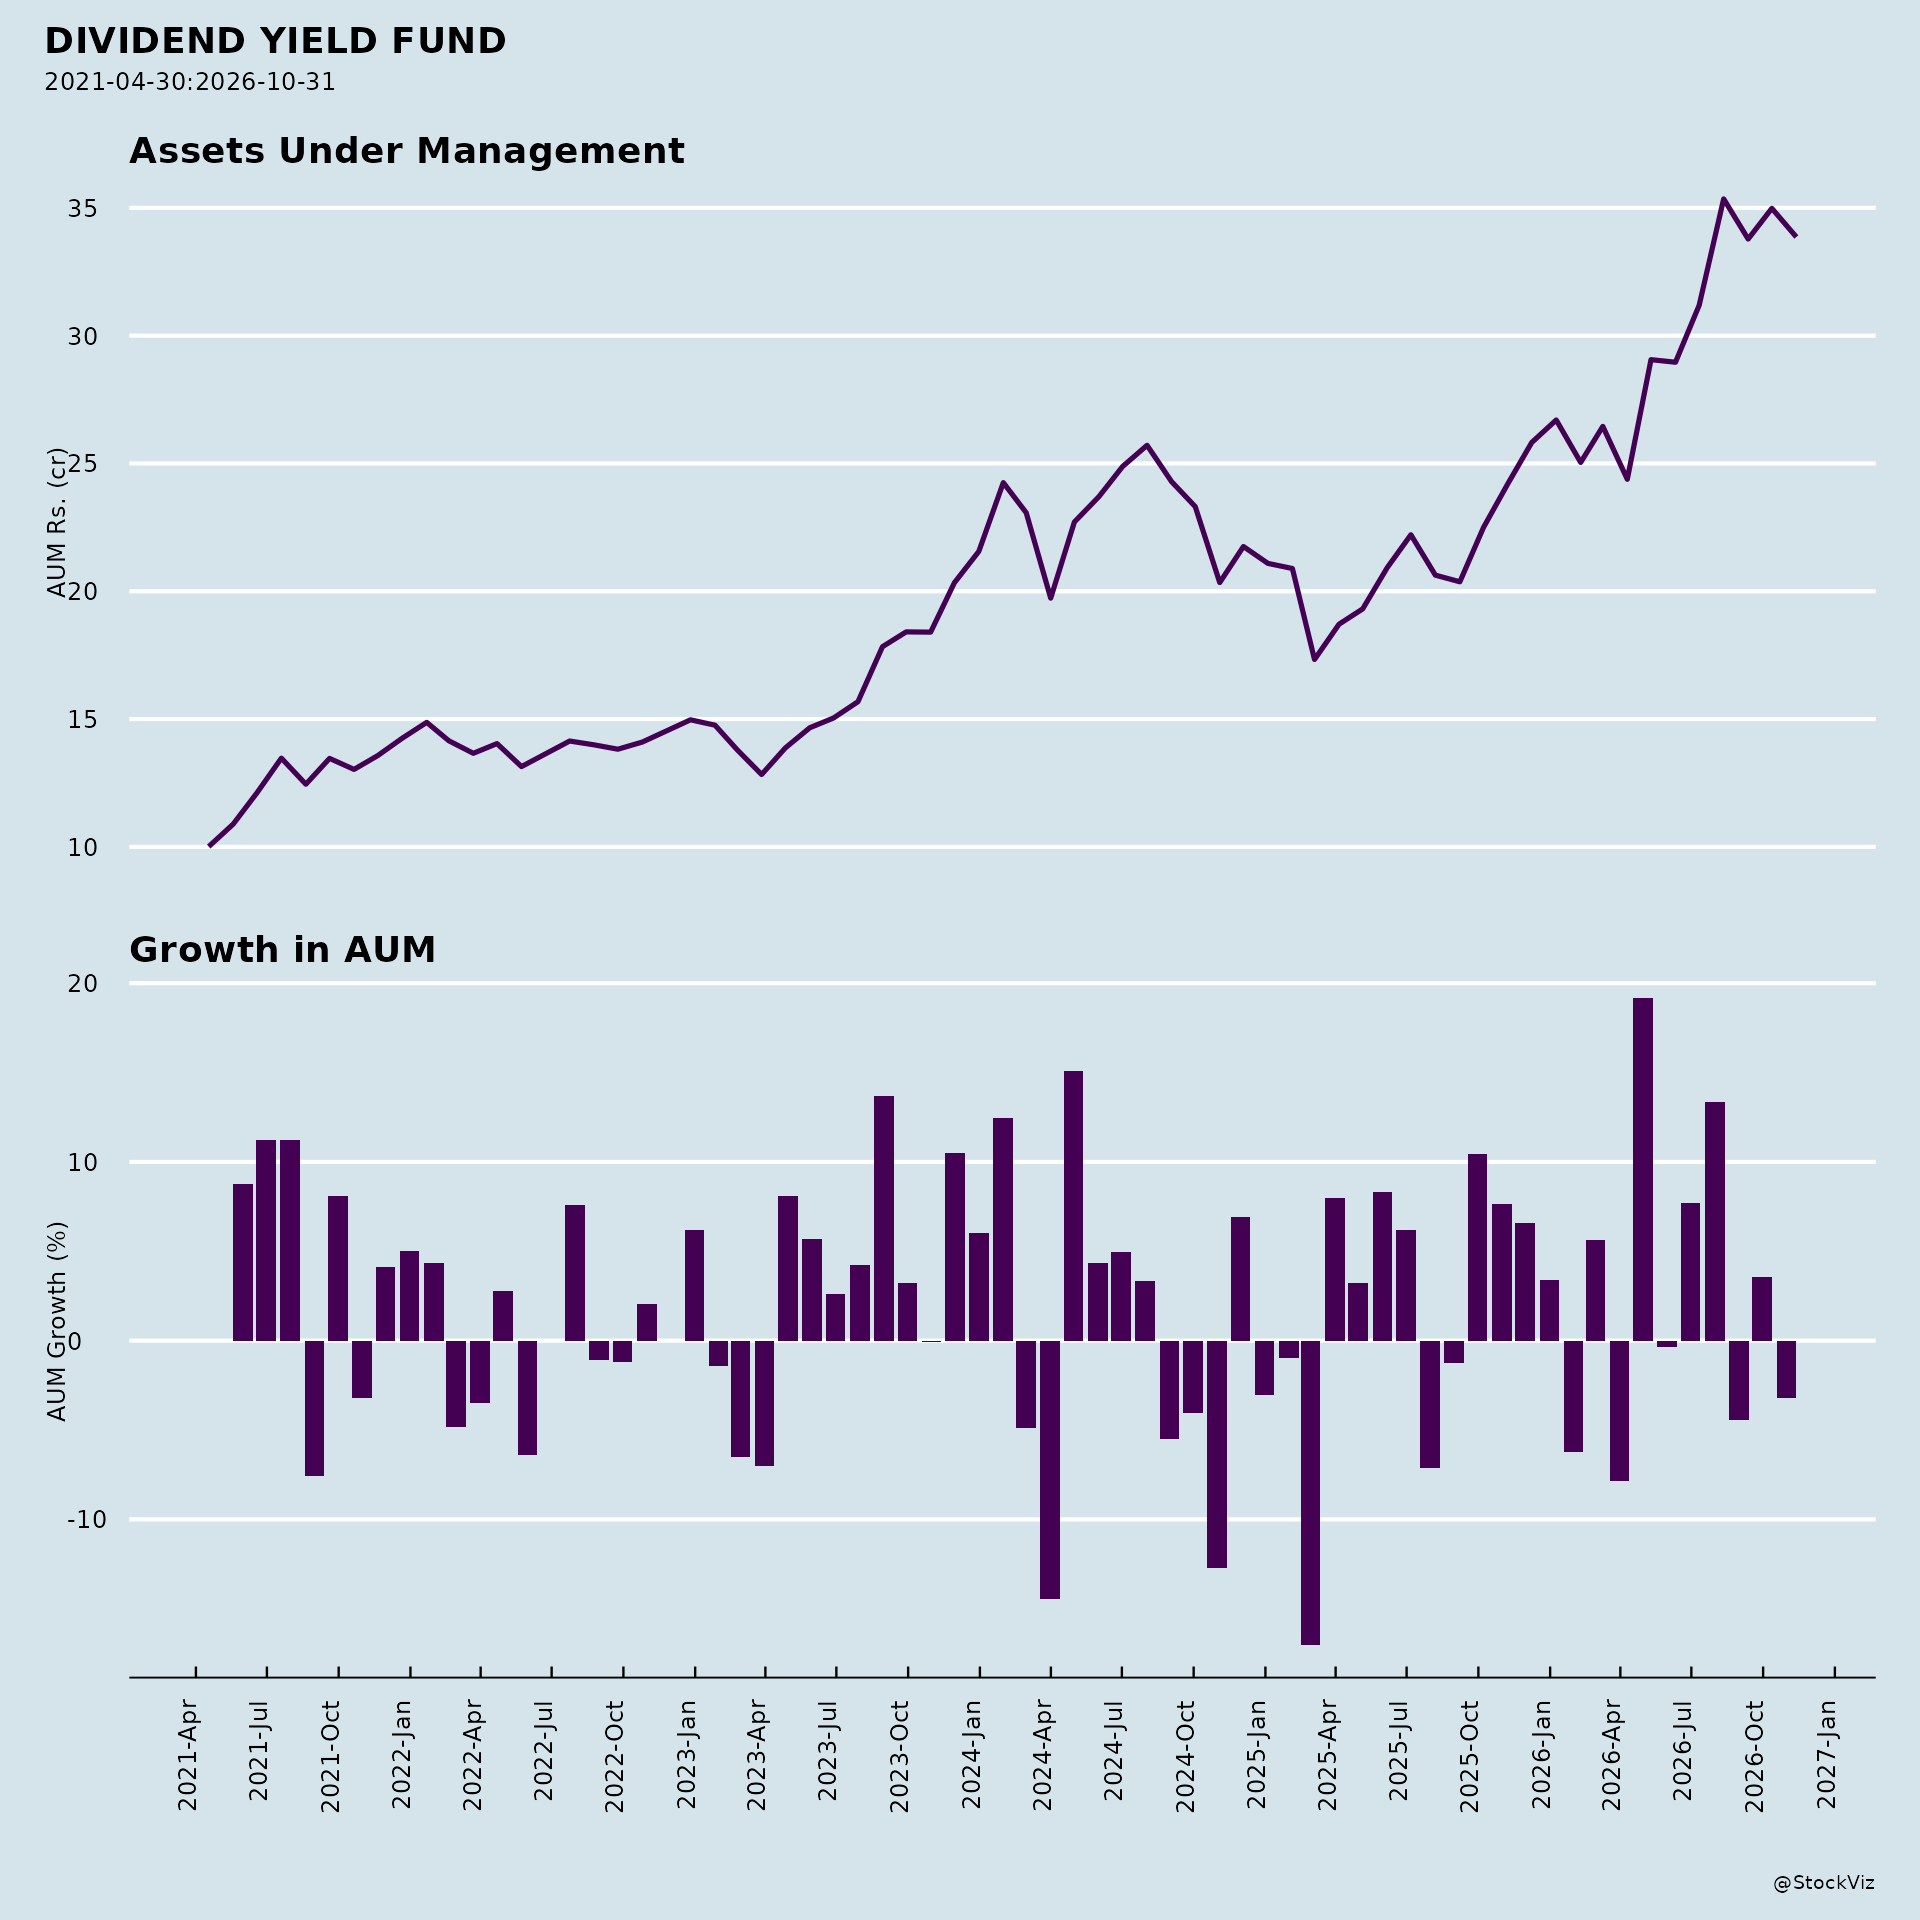 DIVIDEND YIELD FUND
2021-04-30:2026-10-31
Assets Under Management
35
30
25
20
15
10
AUM Rs. (cr)
Growth in AUM
20
10
0
-10
AUM Growth (%)
2021-Apr
2021-Jul
2021-Oct
2022-Jan
2022-Apr
2022-Jul
2022-Oct
2023-Jan
2023-Apr
2023-Jul
2023-Oct
2024-Jan
2024-Apr
2024-Jul
2024-Oct
2025-Jan
2025-Apr
2025-Jul
2025-Oct
2026-Jan
2026-Apr
2026-Jul
2026-Oct
2027-Jan
@StockViz